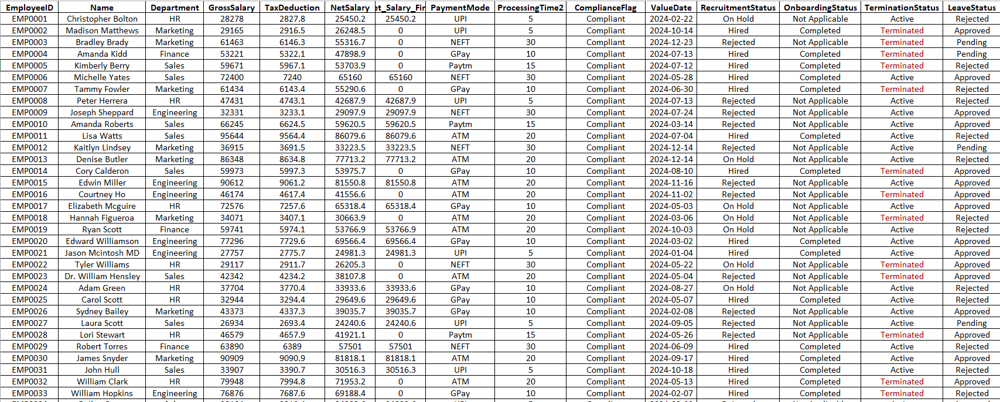 EmployeeID Name Department GrossSalary TaxDeduction NetSalary et_Salary_Fin PaymentMode ProcessingTime2 ComplianceFlag ValueDate RecruitmentStatus OnboardingStatus TerminationStatus LeaveStatus
EMP0001 Christopher Bolton HR 28278 2827.8 25450.2 25450.2 UPI 5 Compliant 2024-02-22 On Hold Not Applicable Active Rejected
EMP0002 Madison Matthews Marketing 29165 2916.5 26248.5 0 UPI 5 Compliant 2024-10-14 Hired Completed Terminated Approved
EMP0003 Bradley Brady Marketing 61463 6146.3 55316.7 0 NEFT 30 Compliant 2024-12-23 Rejected Not Applicable Terminated Pending
EMP0004 Amanda Kidd Finance 53221 5322.1 47898.9 0 GPay 10 Compliant 2024-07-13 Hired Completed Terminated Pending
EMP0005 Kimberly Berry Sales 59671 5967.1 53703.9 0 Paytm 15 Compliant 2024-07-12 Hired Completed Terminated Rejected
EMP0006 Michelle Yates Sales 72400 7240 65160 65160 NEFT 30 Compliant 2024-05-28 Hired Completed Active Approved
EMP0007 Tammy Fowler Marketing 61434 6143.4 55290.6 0 GPay 10 Compliant 2024-06-30 Hired Completed Terminated Rejected
EMP0008 Peter Herrera HR 47431 4743.1 42687.9 42687.9 UPI 5 Compliant 2024-07-13 Rejected Not Applicable Active Rejected
EMP0009 Joseph Sheppard Engineering 32331 3233.1 29097.9 29097.9 NEFT 30 Compliant 2024-07-24 Rejected Not Applicable Active Approved
EMP0010 Amanda Roberts Sales 66245 6624.5 59620.5 59620.5 Paytm 15 Compliant 2024-03-14 Rejected Not Applicable Active Approved
EMP0011 Lisa Watts Sales 95644 9564.4 86079.6 86079.6 ATM 20 Compliant 2024-07-04 Hired Completed Active Rejected
EMP0012 Kaitlyn Lindsey Marketing 36915 3691.5 33223.5 33223.5 NEFT 30 Compliant 2024-12-14 Rejected Not Applicable Active Pending
EMP0013 Denise Butler Marketing 86348 8634.8 77713.2 77713.2 ATM 20 Compliant 2024-12-14 On Hold Not Applicable Active Rejected
EMP0014 Cory Calderon Sales 59973 5997.3 53975.7 0 GPay 10 Compliant 2024-08-10 Hired Completed Terminated Approved
EMP0015 Edwin Miller Engineering 90612 9061.2 81550.8 81550.8 ATM 20 Compliant 2024-11-16 Rejected Not Applicable Active Approved
EMP0016 Courtney Ho Engineering 46174 4617.4 41556.6 0 ATM 20 Compliant 2024-11-02 Rejected Not Applicable Terminated Approved
EMP0017 Elizabeth Mcguire HR 72576 7257.6 65318.4 65318.4 GPay 10 Compliant 2024-05-03 On Hold Not Applicable Active Approved
EMP0018 Hannah Figueroa Marketing 34071 3407.1 30663.9 0 ATM 20 Compliant 2024-03-06 On Hold Not Applicable Terminated Rejected
EMP0019 Ryan Scott Finance 59741 5974.1 53766.9 53766.9 ATM 20 Compliant 2024-10-03 On Hold Not Applicable Active Rejected
EMP0020 Edward Williamson Engineering 77296 7729.6 69566.4 69566.4 GPay 10 Compliant 2024-03-02 Hired Completed Active Approved
EMP0021 Jason Mcintosh MD Engineering 27757 2775.7 24981.3 24981.3 UPI 5 Compliant 2024-01-04 Hired Completed Active Approved
EMP0022 Tyler Williams HR 29117 2911.7 26205.3 0 NEFT 30 Compliant 2024-05-22 On Hold Not Applicable Terminated Approved
EMP0023 Dr. William Hensley Sales 42342 4234.2 38107.8 0 ATM 20 Compliant 2024-05-04 Rejected Not Applicable Terminated Approved
EMP0024 Adam Green HR 37704 3770.4 33933.6 33933.6 GPay 10 Compliant 2024-08-27 On Hold Not Applicable Active Rejected
EMP0025 Carol Scott HR 32944 3294.4 29649.6 29649.6 GPay 10 Compliant 2024-05-07 Hired Completed Active Rejected
EMP0026 Sydney Bailey Marketing 43373 4337.3 39035.7 39035.7 GPay 10 Compliant 2024-02-08 Rejected Not Applicable Active Approved
EMP0027 Laura Scott Sales 26934 2693.4 24240.6 24240.6 UPI 5 Compliant 2024-09-05 Rejected Not Applicable Active Pending
EMP0028 Lori Stewart HR 46579 4657.9 41921.1 0 Paytm 15 Compliant 2024-05-26 Rejected Not Applicable Terminated Approved
EMP0029 Robert Torres Finance 63890 6389 57501 57501 NEFT 30 Compliant 2024-06-09 Hired Completed Active Rejected
EMP0030 James Snyder Marketing 90909 9090.9 81818.1 81818.1 ATM 20 Compliant 2024-09-17 Hired Completed Active Approved
EMP0031 John Hull Sales 33907 3390.7 30516.3 30516.3 UPI 5 Compliant 2024-10-18 Hired Completed Active Rejected
EMP0032 William Clark HR 79948 7994.8 71953.2 0 ATM 20 Compliant 2024-05-13 Hired Completed Terminated Approved
EMP0033 William Hopkins Engineering 76876 7687.6 69188.4 0 GPay 10 Compliant 2024-02-07 Hired Completed Terminated Rejected